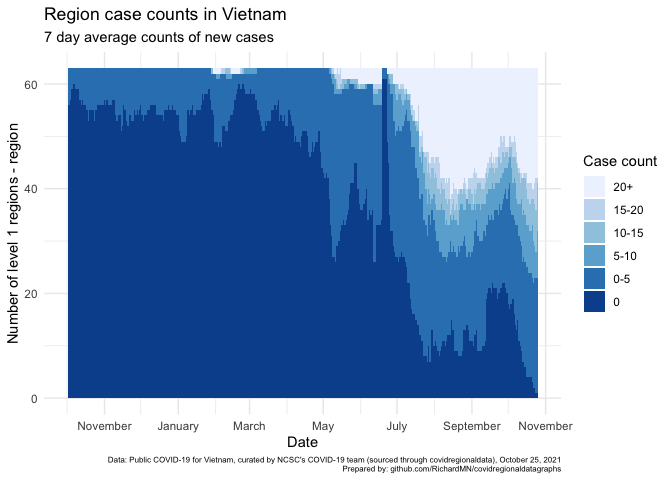 Region case counts in Vietnam
7 day average counts of new cases
Number of level 1 regions - region
60
40
20
0
November
January
March
May
July
September
November
Date
Case count
20+
15-20
10-15
5-10
0-5
0
Data: Public COVID-19 for Vietnam, curated by NCSC's COVID-19 team (sourced through covidregionaldata), October 25, 2021
Prepared by: github.com/RichardMN/covidregionaldatagraphs